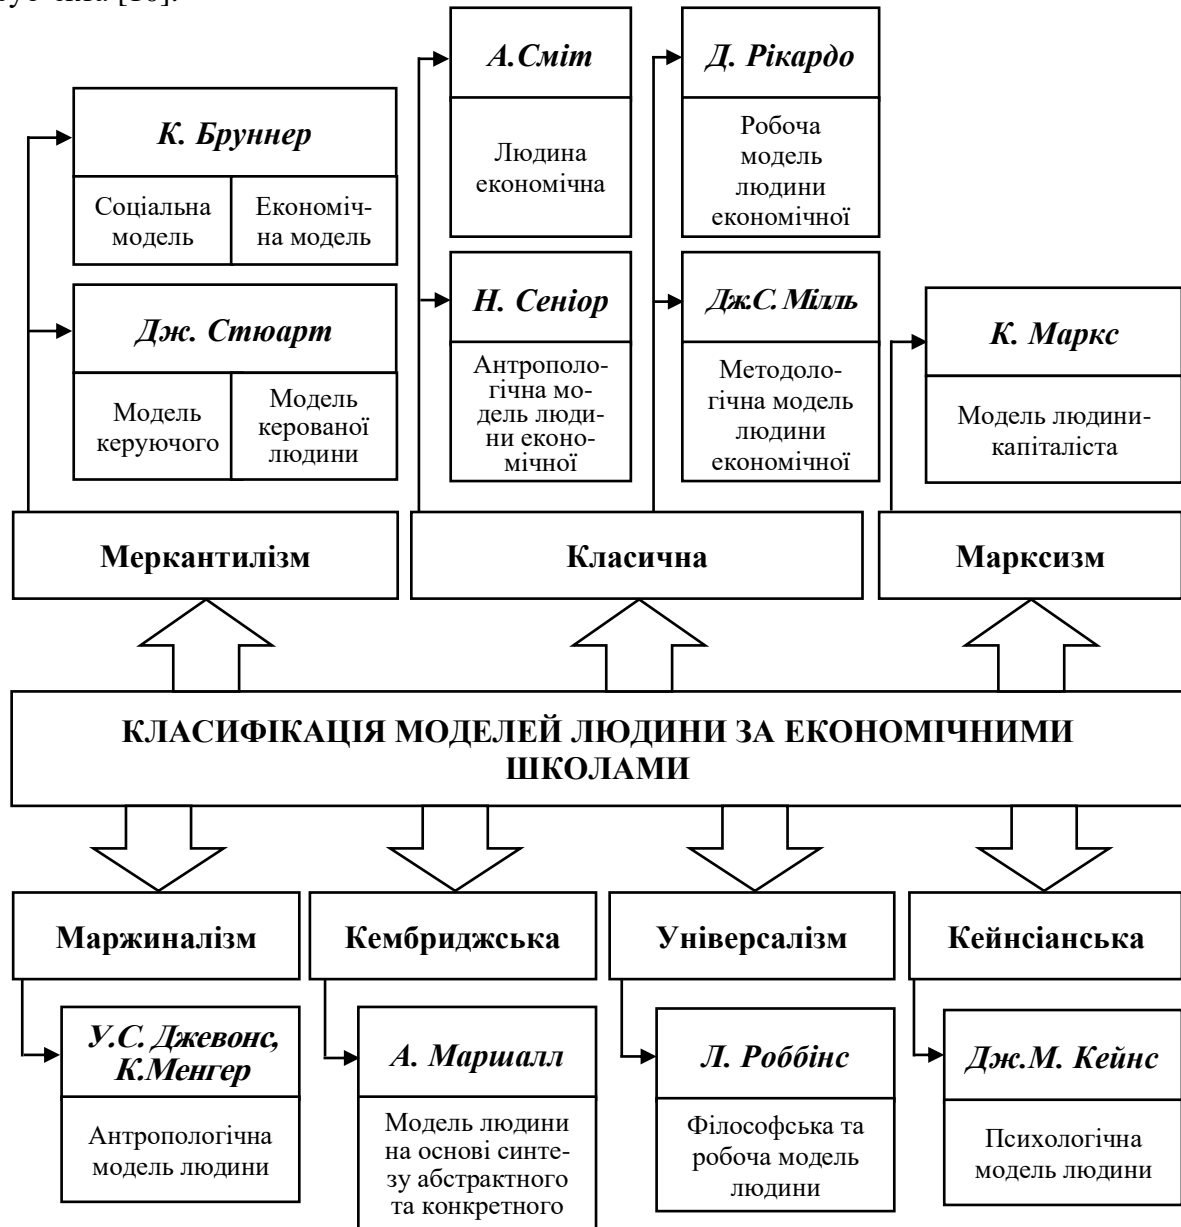 [10].
А.Сміт
Людина
економічна
Д. Рікардо
Робоча
модель
людини
економічної
К. Бруннер
Соціальна
модель
Економіч-
на модель
Дж. Стюарт
Модель
керуючого
Модель
керованої
людини
Н. Сеніор
Антрополо-
гічна мо-
дель люди-
ни еконо-
мічної
Дж.С. Мілль
Методоло-
гічна модель
людини
економічної
К. Маркс
Модель людини-
капіталіста
Меркантилізм
Класична
Марксизм
КЛАСИФІКАЦІЯ МОДЕЛЕЙ ЛЮДИНИ ЗА ЕКОНОМІЧНИМИ
ШКОЛАМИ
Маржиналізм
Кембриджська
Універсалізм
Кейнсіанська
У.С. Джевонс,
К.Менгер
Антропологічна
модель людини
А. Маршалл
Модель людини
на основі синте-
зу абстрактного
та конкретного
Л. Роббінс
Філософська та
робоча модель
людини
Дж.М. Кейнс
Психологічна
модель людини